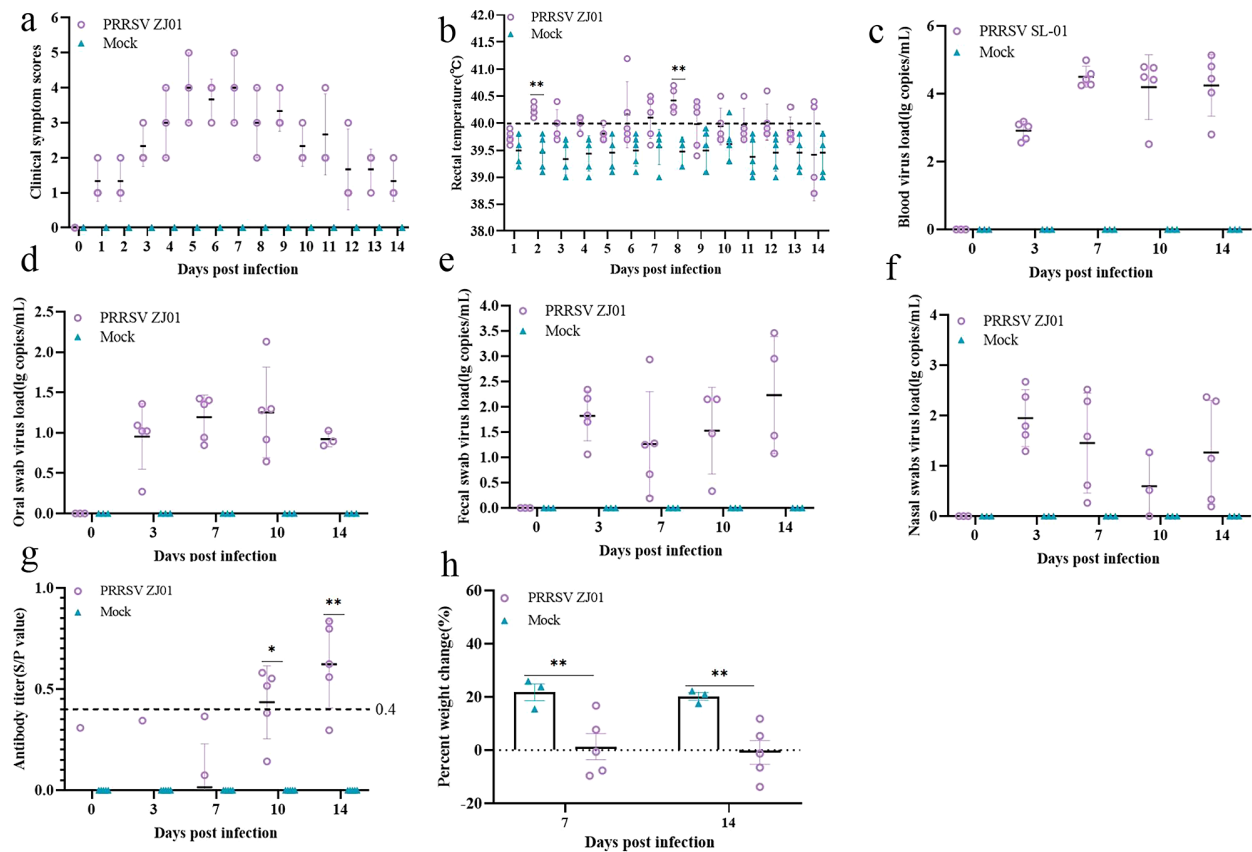 a
PRRSV ZJ01
Mock
Clinical symptom scores
6
5
4
3
2
1
0
0 1 2 3 4 5 6 7 8 9 10 11 12 13 14
Days post infection
b
PRRSV ZJ01
Mock
Rectal temperature(℃)
42.0
41.5
41.0
40.5
40.0
39.5
39.0
38.5
38.0
** **
1 2 3 4 5 6 7 8 9 10 11 12 13 14
Days post infection
c
PRRSV SL-01
Mock
Blood virus load(lg copies/mL)
6
4
2
0
0 3 7 10 14
Days post infection
d
PRRSV ZJ01
Mock
Oral swab virus load(lg copies/mL)
2.5
2.0
1.5
1.0
0.5
0.0
0 3 7 10 14
Days post infection
e
PRRSV ZJ01
Mock
Fecal swab virus load(lg copies/mL)
4.0
3.5
3.0
2.5
2.0
1.5
1.0
0.5
0.0
0 3 7 10 14
Days post infection
f
PRRSV ZJ01
Mock
Nasal swabs virus load(lg copies/mL)
4
3
2
1
0
0 3 7 10 14
Days post infection
g
PRRSV ZJ01
Mock
Antibody titer(S/P value)
1.0
0.5
0.0
* **
0.4
0 3 7 10 14
Days post infection
h
PRRSV ZJ01
Mock
Percent weight change(%)
60
40
20
0
-20
** **
7 14
Days post infection